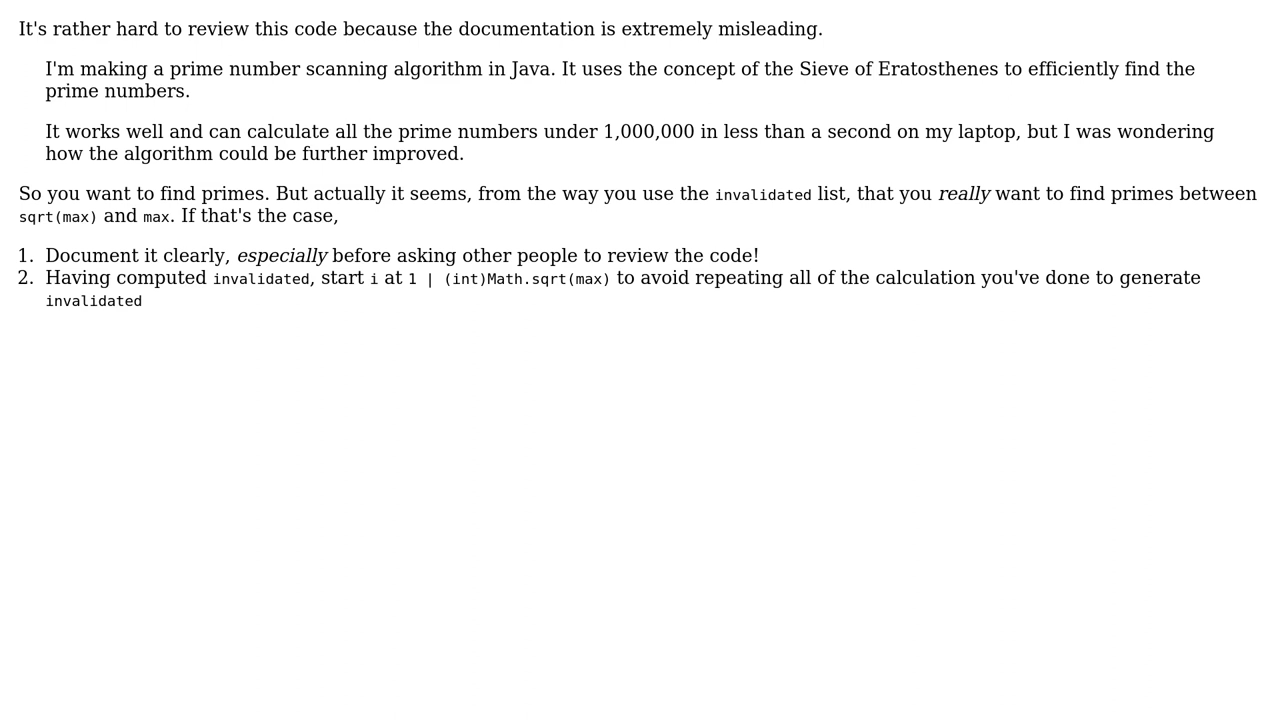 It's rather hard to review this code because the documentation is extremely misleading.
I'm making a prime number scanning algorithm in Java. It uses the concept of the Sieve of Eratosthenes to efficiently find the
prime numbers.
It works well and can calculate all the prime numbers under 1,000,000 in less than a second on my laptop, but I was wondering
how the algorithm could be further improved.
So you want to find primes. But actually it seems, from the way you use the invalidated list, that you really want to find primes between
sqrt(max) and max. If that's the case,
1. Document it clearly, especially before asking other people to review the code!
2. Having computed invalidated, start i at 1 | (int)Math.sqrt(max) to avoid repeating all of the calculation you've done to generate
invalidated